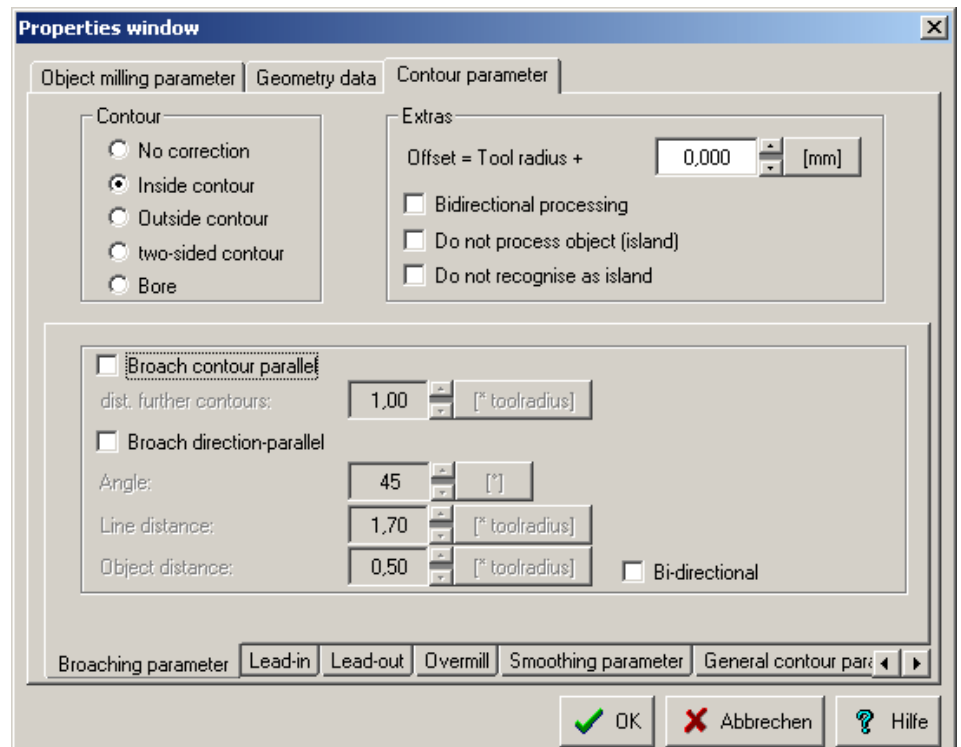 Properties window
Object milling parameter
Geometry data
Contour parameter
Contour
No correction
Inside contour
Outside contour
two-sided contour
Bore
Extras
Offset = Tool radius + 0,000 [mm]
Bidirectional processing
Do not process object (island)
Do not recognise as island
Broach contour parallel
dist. further contours: 1,00 [* toolradius]
Broach direction-parallel
Angle: 45 [°]
Line distance: 1,70 [* toolradius]
Object distance: 0,50 [* toolradius]
Bi-directional
Broaching parameter
Lead-in
Lead-out
Overmill
Smoothing parameter
General contour para
OK
Abbrechen
Hilfe